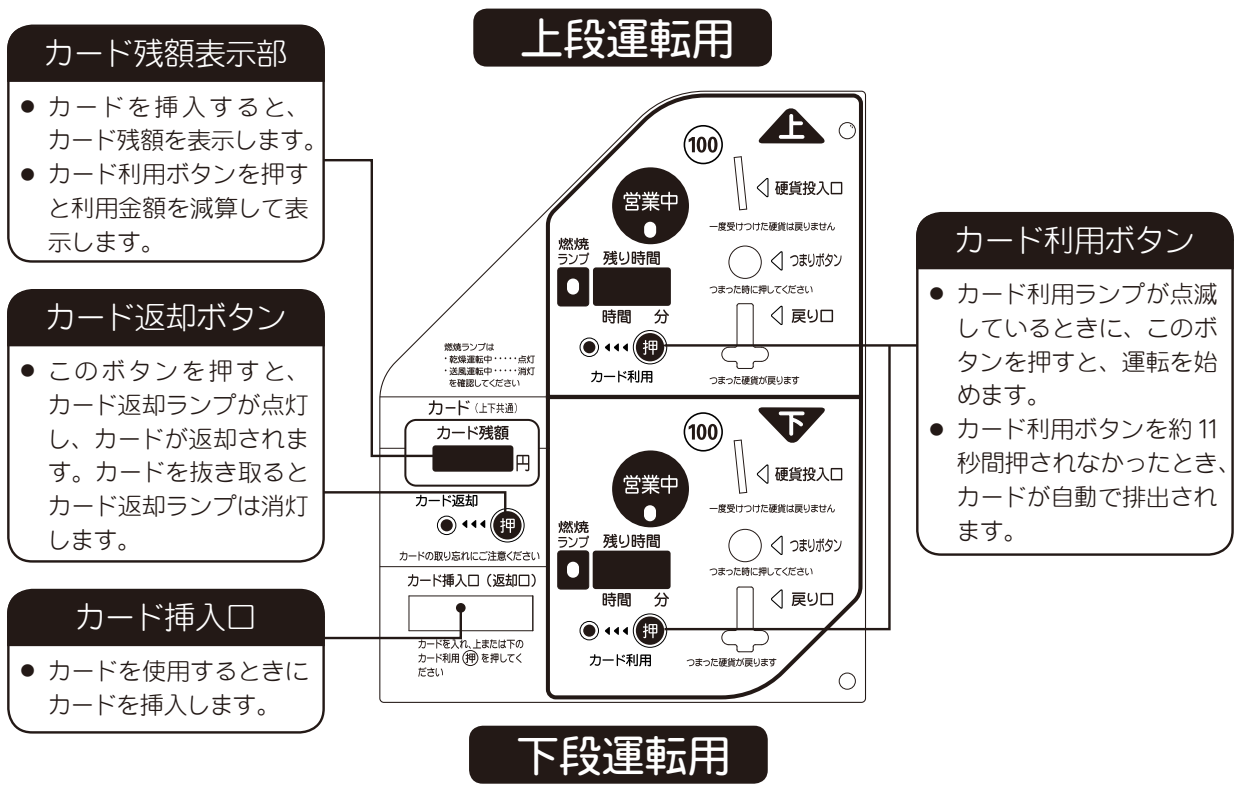 上段運転用
カード残額表示部
● カードを挿入すると、
カード残額を表示します。
● カード利用ボタンを押す
と利用金額を減算して表
示します。
カード返却ボタン
● このボタンを押すと、
カード返却ランプが点灯
し、カードが返却されま
す。カードを抜き取ると
カード返却ランプは消灯
します。
カード挿入口
● カードを使用するときに
カードを挿入します。
上
100
硬貨投入口
営業中
一度受けつけた硬貨は戻りません
燃焼
ランプ
残り時間
つまりボタン
つまった時に押してください
時間 分
戻り口
押
カード利用
つまった硬貨が戻ります
燃焼ランプは
・乾燥運転中・・・・・点灯
・送風運転中・・・・・消灯
を確認してください
カード（上下共通）
カード残額
円
カード返却
押
カードの取り忘れにご注意ください
カード挿入口（返却口）
カードを入れ、上または下の
カード利用押を押してく
ださい
下
100
硬貨投入口
営業中
一度受けつけた硬貨は戻りません
燃焼
ランプ
残り時間
つまりボタン
つまった時に押してください
時間 分
戻り口
押
カード利用
つまった硬貨が戻ります
カード利用ボタン
● カード利用ランプが点滅
しているときに、このボ
タンを押すと、運転を始
めます。
● カード利用ボタンを約 11
秒間押されなかったとき、
カードが自動で排出され
ます。
下段運転用